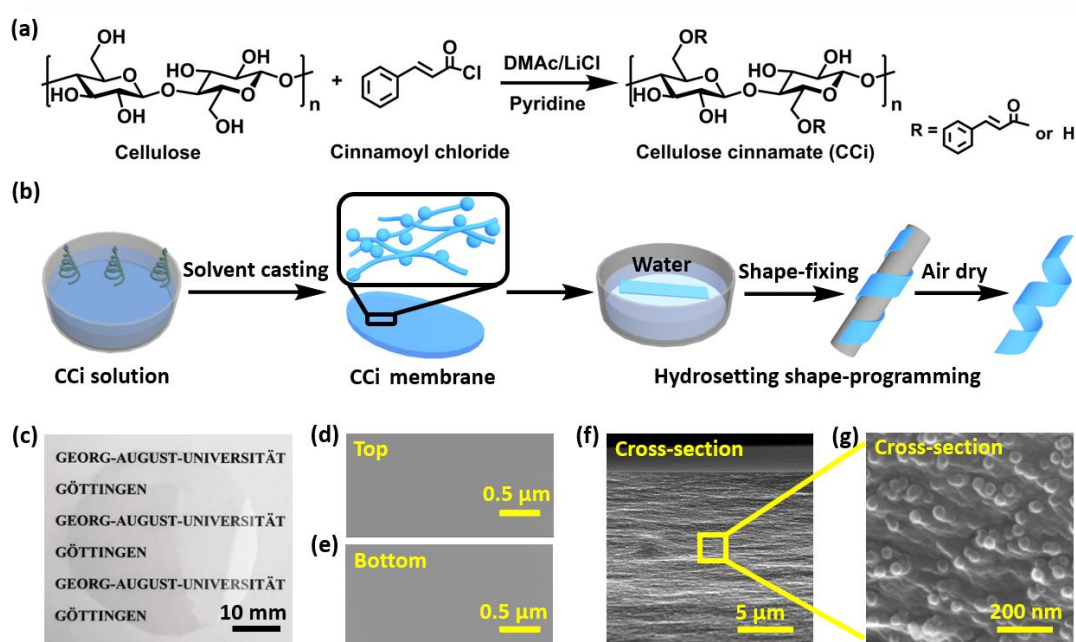 (a)
OH
HO
OH
O
HO
O
OH
O
HO
O
OH
n
Cellulose
+
O
Cl
Cinnamoyl chloride
DMAc/LiCl
Pyridine
OR
HO
OH
O
HO
O
OH
O
O
OR
n
Cellulose cinnamate (CCi)
R =
O
or H
(b)
CCi solution
Solvent casting
CCi membrane
Water
Shape-fixing
Air dry
Hydrosetting shape-programming
(c)
GEORG-AUGUST-UNIVERSITÄT
GÖTTINGEN
GEORG-AUGUST-UNIVERSITÄT
GÖTTINGEN
GEORG-AUGUST-UNIVERSITÄT
GÖTTINGEN
10 mm
(d)
Top
0.5 µm
(e)
Bottom
0.5 µm
(f)
Cross-section
5 µm
(g)
Cross-section
200 nm